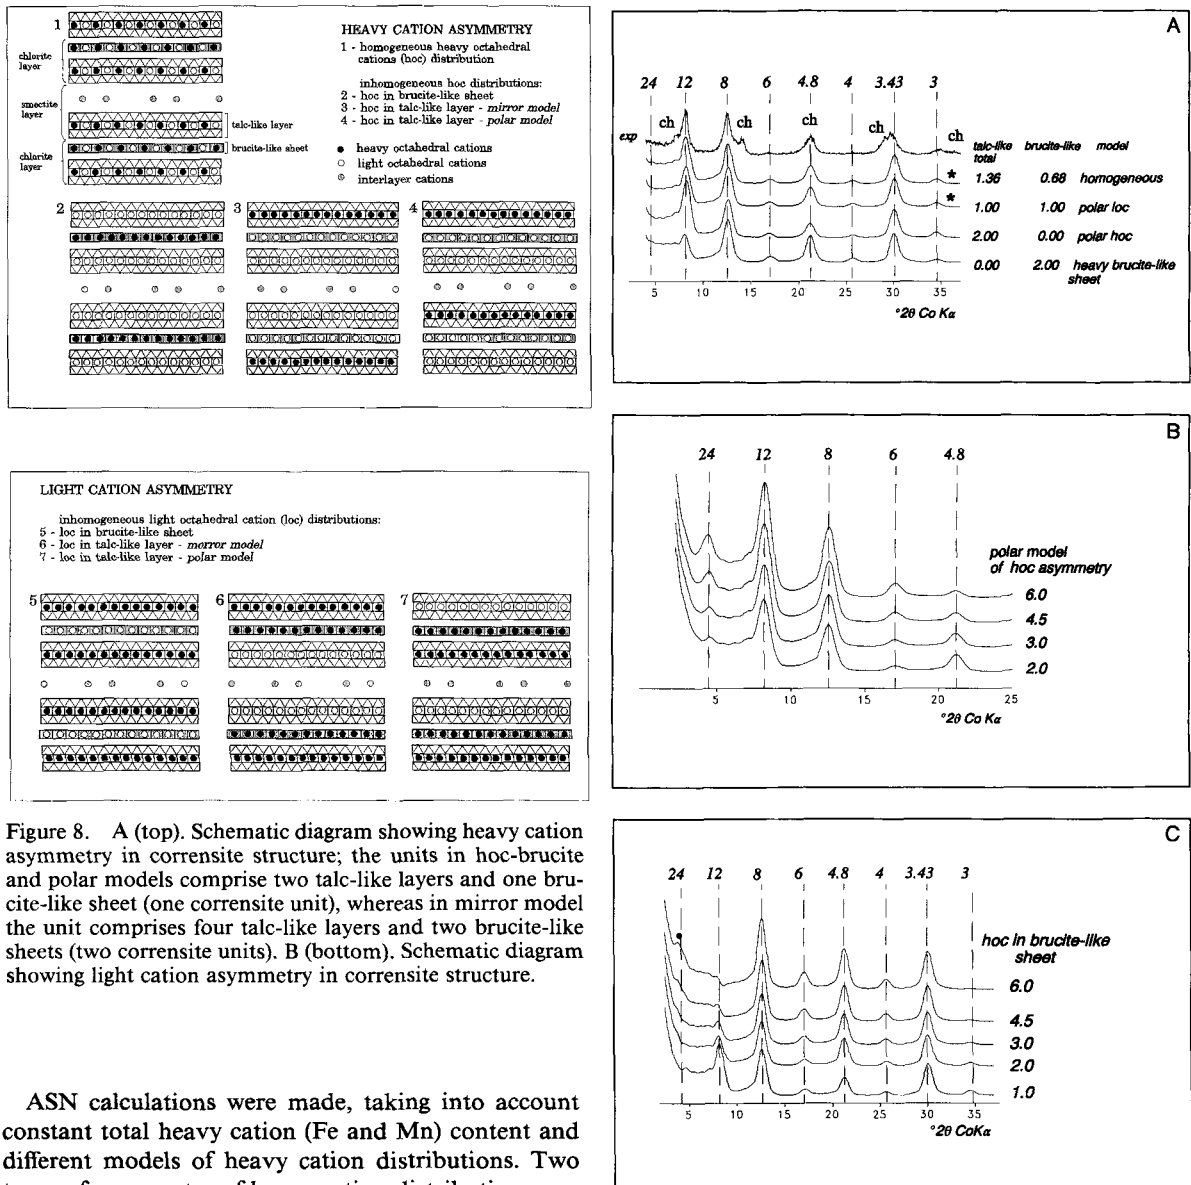 1
HEAVY CATION ASYMMETRY
1 - homogeneous heavy octahedral
cations (hoc) distribution
inhomogeneous hoc distributions:
2 - hoc in brucite-like sheet
3 - hoc in talc-like layer - mirror model
4 - hoc in talc-like layer - polar model
heavy octahedral cations
light octahedral cations
interlayer cations
chlorite
layer
smectite
layer
chlorite
layer
talc-like layer
brucite-like sheet
2 3 4
LIGHT CATION ASYMMETRY
inhomogeneous light octahedral cation (loc) distributions:
5 - loc in brucite-like sheet
6 - loc in talc-like layer - morror model
7 - loc in talc-like layer - polar model
5 6 7
Figure 8. A (top). Schematic diagram showing heavy cation
asymmetry in corrensite structure; the units in hoc-brucite
and polar models comprise two talc-like layers and one bru-
cite-like sheet (one corrensite unit), whereas in mirror model
the unit comprises four talc-like layers and two brucite-like
sheets (two corrensite units). B (bottom). Schematic diagram
showing light cation asymmetry in corrensite structure.
ASN calculations were made, taking into account
constant total heavy cation (Fe and Mn) content and
different models of heavy cation distributions. Two
A
24 12 8 6 4.8 4 3.43 3
ch ch ch ch ch
exp
talc-like brucite-like model
total
1.36 0.68 homogeneous *
1.00 1.00 polar loc *
2.00 0.00 polar hoc
0.00 2.00 heavy brucite-like
sheet
5 10 15 20 25 30 35
°2θ Co Kα
B
24 12 8 6 4.8
polar model
of hoc asymmetry
6.0
4.5
3.0
2.0
5 10 15 20 25
°2θ Co Kα
C
24 12 8 6 4.8 4 3.43 3
hoc in brucite-like
sheet
6.0
4.5
3.0
2.0
1.0
5 10 15 20 25 30 35
°2θ CoKα